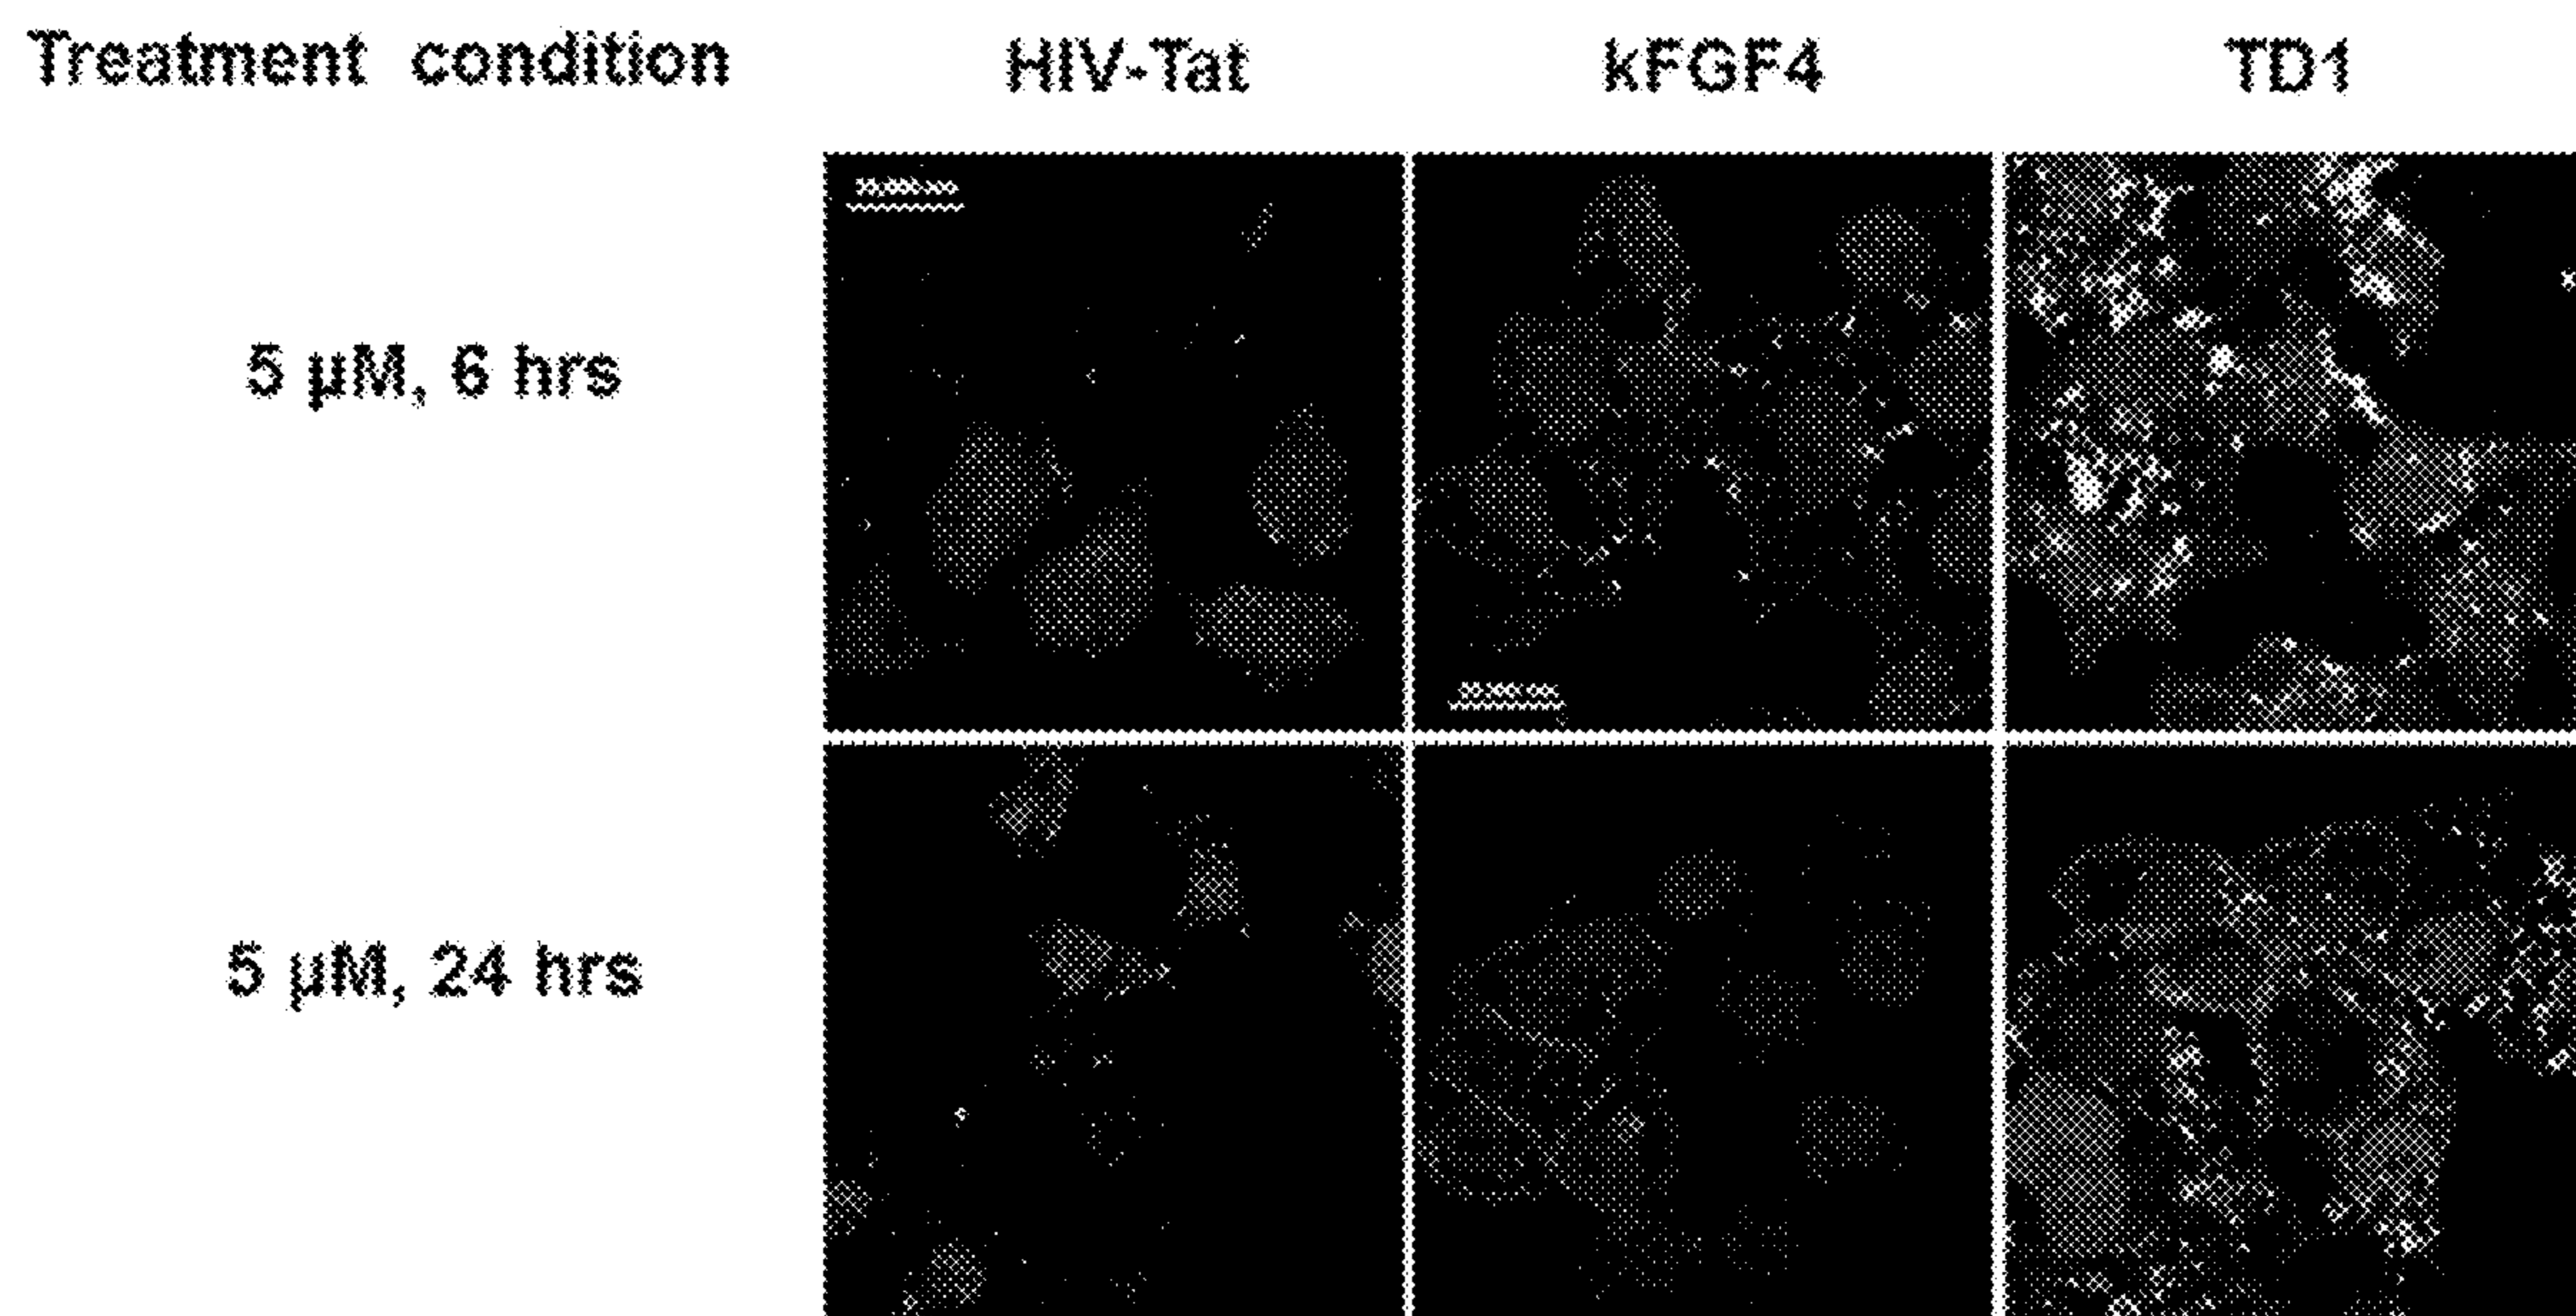 Treatment condition HIV-Tat kFGF4 TD1
5 µM, 6 hrs
5 µM, 24 hrs